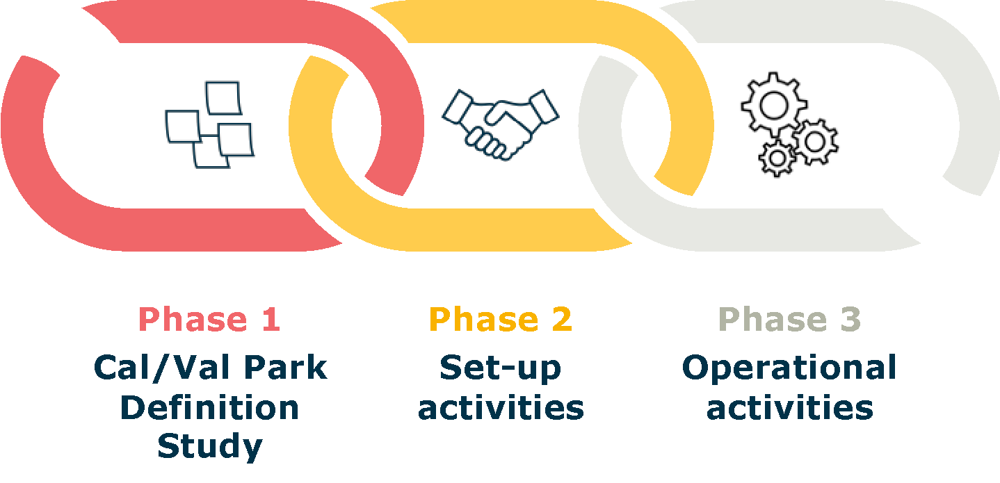 Phase 1
Cal/Val Park
Definition
Study
Phase 2
Set-up
activities
Phase 3
Operational
activities